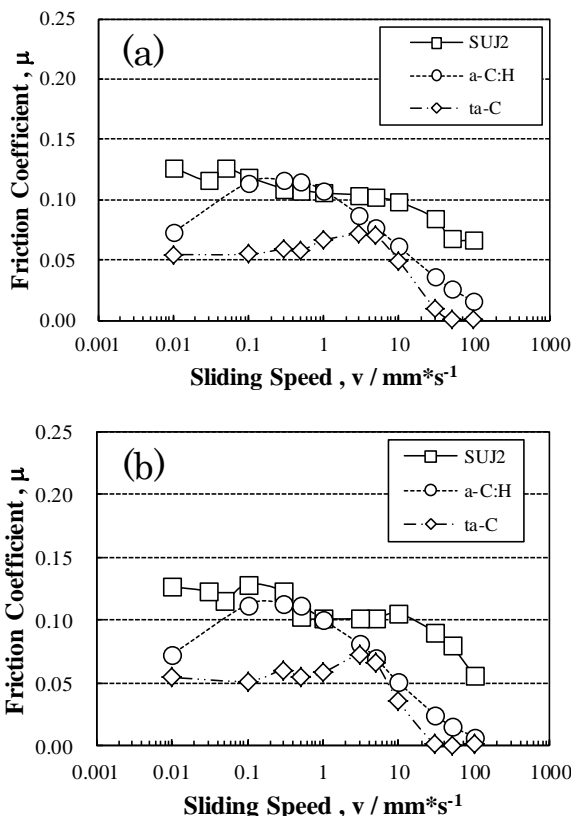 (a)
SUJ2
a-C:H
ta-C
0.25
0.20
0.15
0.10
0.05
0.00
Friction Coefficient , μ
0.001 0.01 0.1 1 10 100 1000
Sliding Speed , v / mm*s-1
(b)
SUJ2
a-C:H
ta-C
0.25
0.20
0.15
0.10
0.05
0.00
Friction Coefficient , μ
0.001 0.01 0.1 1 10 100 1000
Sliding Speed , v / mm*s-1